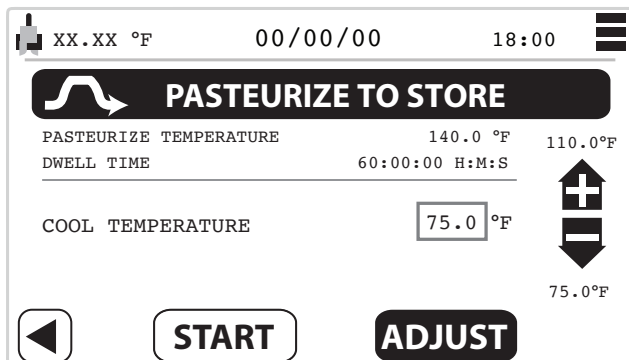 XX.XX °F 00/00/00 18:00
PASTEURIZE TO STORE
PASTEURIZE TEMPERATURE 140.0 °F
DWELL TIME 60:00:00 H:M:S
110.0°F
COOL TEMPERATURE 75.0 °F
75.0°F
START ADJUST